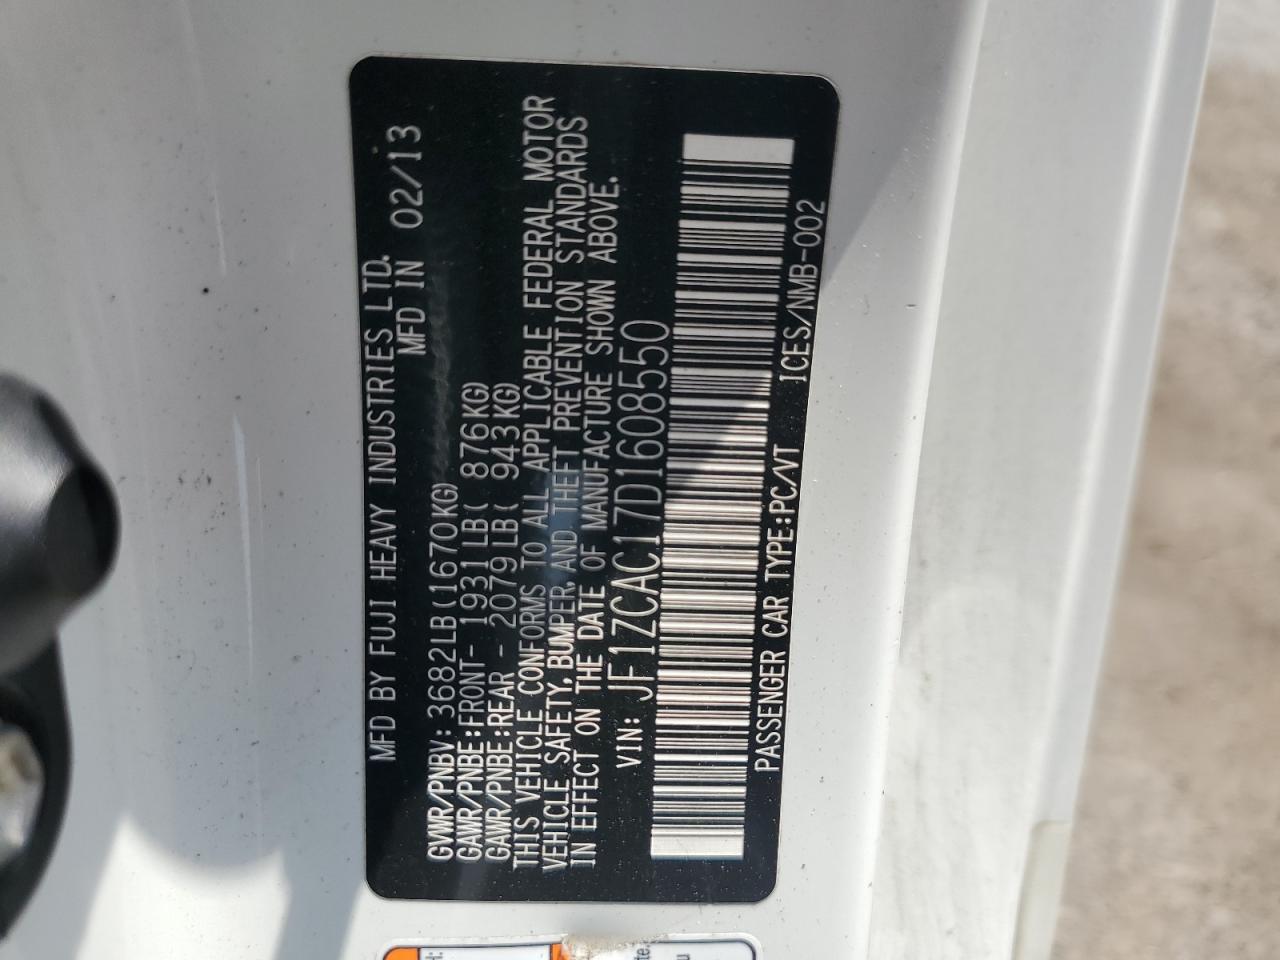 MFD BY FUJI HEAVY INDUSTRIES LTD.
MFD IN 02/13
GVWR/PNBV: 3682LB(1670KG)
GAWR/PNBE:FRONT- 1931LB( 876KG)
GAWR/PNBE:REAR - 2079LB( 943KG)
THIS VEHICLE CONFORMS TO ALL APPLICABLE FEDERAL MOTOR
VEHICLE SAFETY, BUMPER, AND THEFT PREVENTION STANDARDS
IN EFFECT ON THE DATE OF MANUFACTURE SHOWN ABOVE.
VIN: JF1ZCAC17D1608550
PASSENGER CAR TYPE:PC/VT ICES/NMB-002